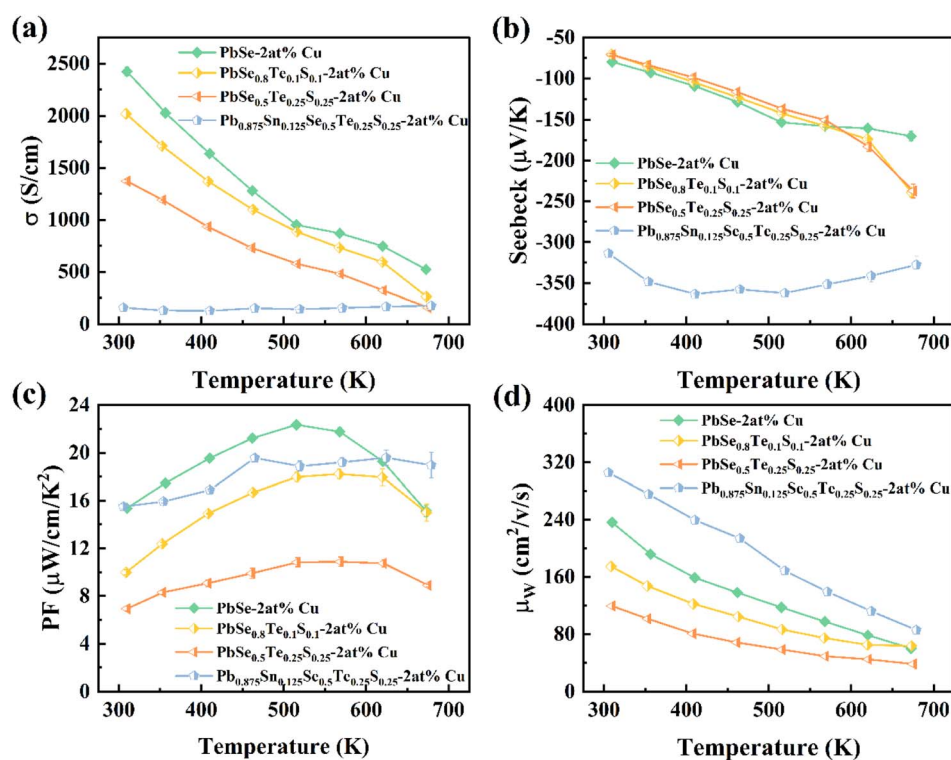 (a)
σ (S/cm)
2500
2000
1500
1000
500
0
300 400 500 600 700
Temperature (K)
PbSe-2at% Cu
PbSe0.8Te0.1S0.1-2at% Cu
PbSe0.5Te0.25S0.25-2at% Cu
Pb0.875Sn0.125Se0.5Te0.25S0.25-2at% Cu
(b)
Seebeck (μV/K)
-50
-100
-150
-200
-250
-300
-350
-400
300 400 500 600 700
Temperature (K)
PbSe-2at% Cu
PbSe0.8Te0.1S0.1-2at% Cu
PbSe0.5Te0.25S0.25-2at% Cu
Pb0.875Sn0.125Se0.5Te0.25S0.25-2at% Cu
(c)
PF (μW/cm/K2)
24
20
16
12
8
4
0
300 400 500 600 700
Temperature (K)
PbSe-2at% Cu
PbSe0.8Te0.1S0.1-2at% Cu
PbSe0.5Te0.25S0.25-2at% Cu
Pb0.875Sn0.125Se0.5Te0.25S0.25-2at% Cu
(d)
μW (cm2/v/s)
400
320
240
160
80
0
300 400 500 600 700
Temperature (K)
PbSe-2at% Cu
PbSe0.8Te0.1S0.1-2at% Cu
PbSe0.5Te0.25S0.25-2at% Cu
Pb0.875Sn0.125Se0.5Te0.25S0.25-2at% Cu